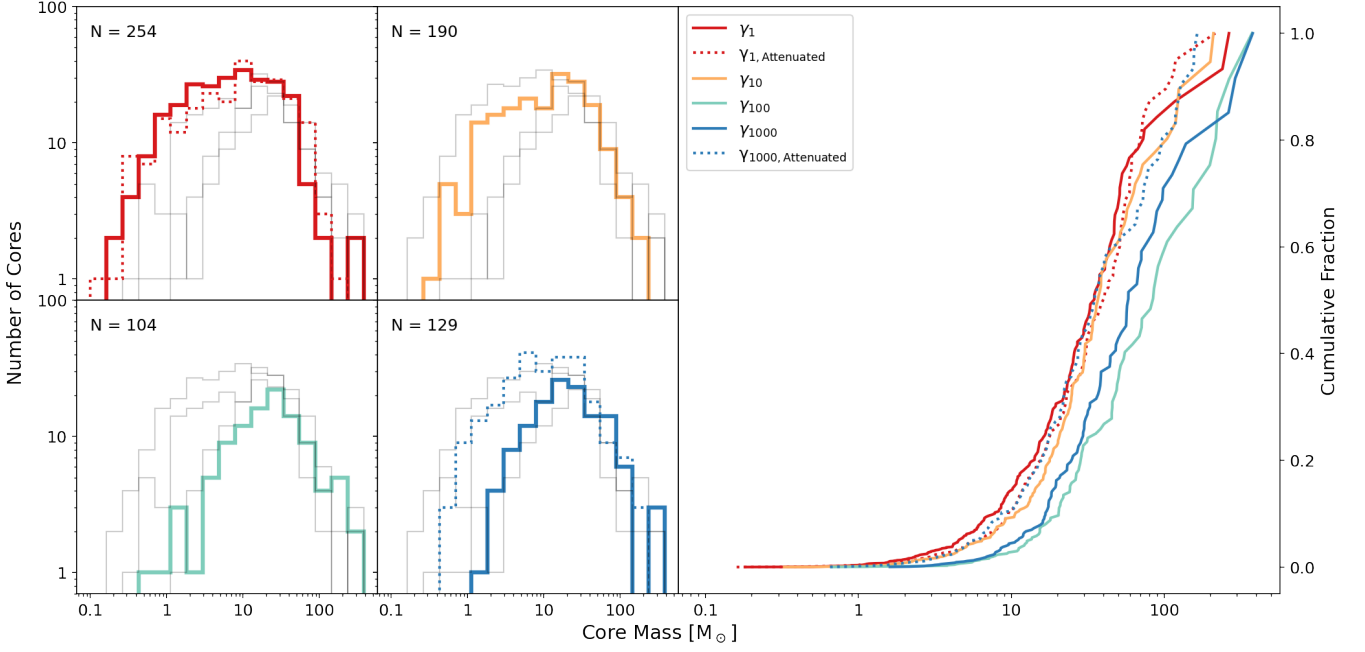 N = 254
N = 190
N = 104
N = 129
100
10
1
100
10
1
Number of Cores
0.1 1 10 100
0.1 1 10 100
0.1 1 10 100
Core Mass [M⊙]
γ1
γ1, Attenuated
γ10
γ100
γ1000
γ1000, Attenuated
1.0
0.8
0.6
0.4
0.2
0.0
Cumulative Fraction